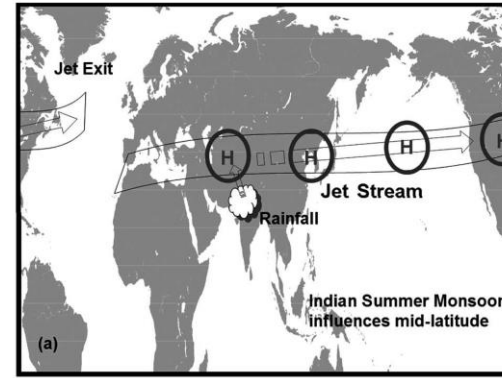 Jet Exit
H
H
H
H
Jet Stream
Rainfall
Indian Summer Monsoon
influences mid-latitude
(a)